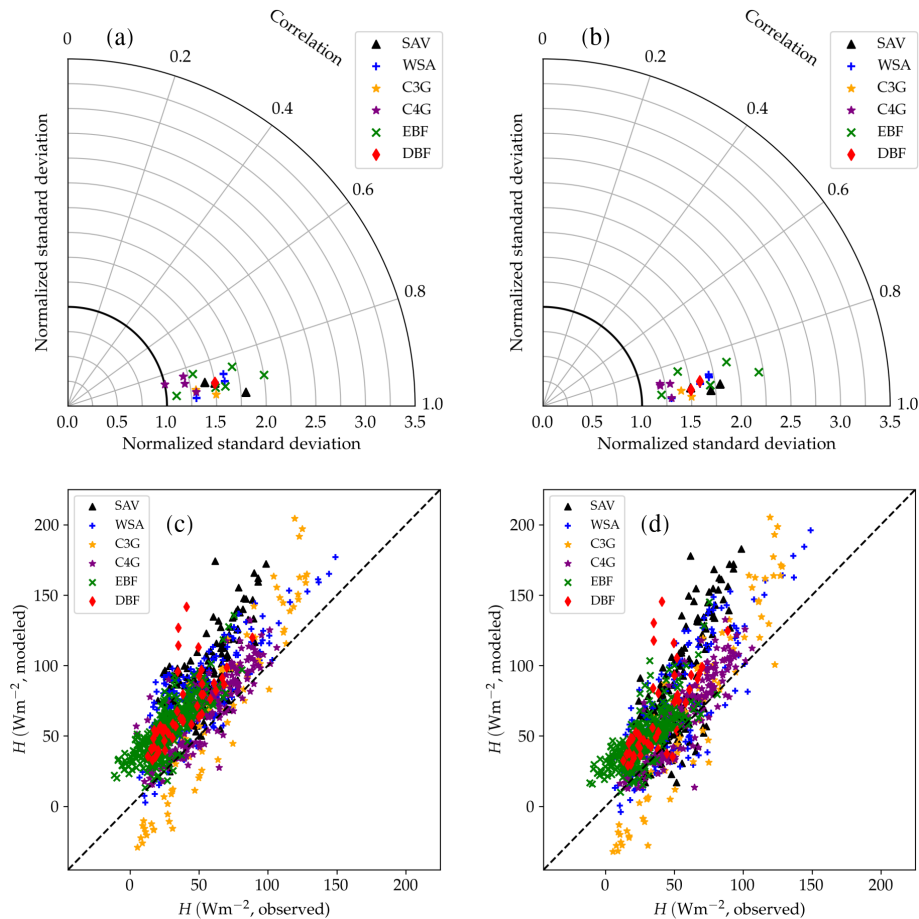 (a)
Correlation
0
0.2
0.4
0.6
0.8
1.0
SAV
WSA
C3G
C4G
EBF
DBF
Normalized standard deviation
0.0 0.5 1.0 1.5 2.0 2.5 3.0 3.5
Normalized standard deviation
(b)
Correlation
0
0.2
0.4
0.6
0.8
1.0
SAV
WSA
C3G
C4G
EBF
DBF
Normalized standard deviation
0.0 0.5 1.0 1.5 2.0 2.5 3.0 3.5
Normalized standard deviation
(c)
SAV
WSA
C3G
C4G
EBF
DBF
H (Wm−2, modeled)
200
150
100
50
0
0 50 100 150 200
H (Wm−2, observed)
(d)
SAV
WSA
C3G
C4G
EBF
DBF
H (Wm−2, modeled)
200
150
100
50
0
0 50 100 150 200
H (Wm−2, observed)